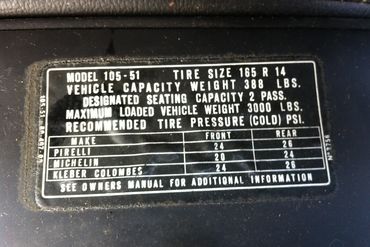 MODEL 105-51 TIRE SIZE 165 R 14
VEHICLE CAPACITY WEIGHT 388 LBS.
DESIGNATED SEATING CAPACITY 2 PASS.
MAXIMUM LOADED VEHICLE WEIGHT 3000 LBS.
RECOMMENDED TIRE PRESSURE (COLD) PSI.
MAKE FRONT REAR
PIRELLI 24 26
MICHELIN 20 24
KLEBER COLOMBES 24 26
SEE OWNERS MANUAL FOR ADDITIONAL INFORMATION